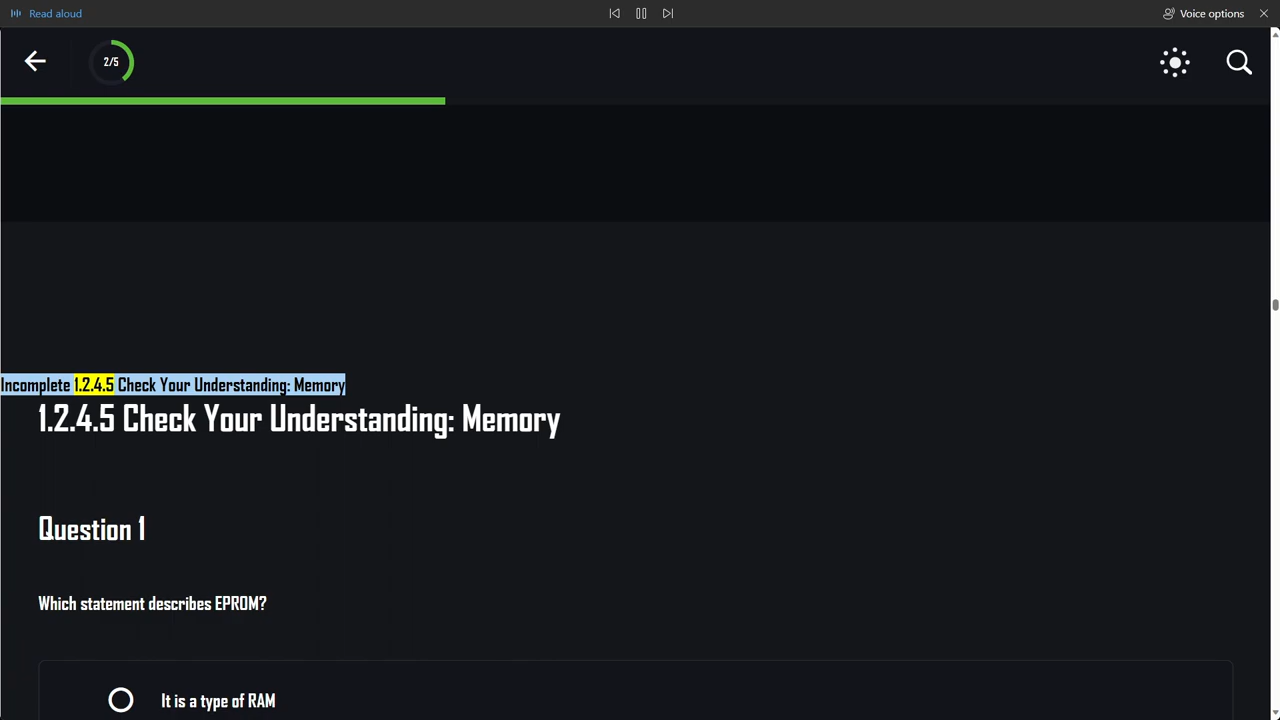 Read aloud
Voice options
2/5
Incomplete 1.2.4.5 Check Your Understanding: Memory
1.2.4.5 Check Your Understanding: Memory
Question 1
Which statement describes EPROM?
It is a type of RAM